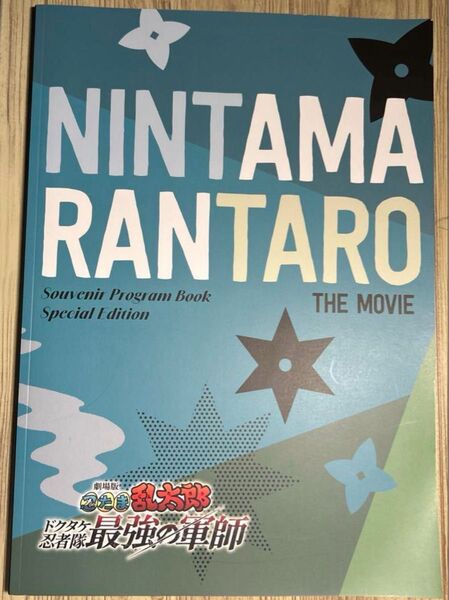 NINTAMA
RANTARO
Souvenir Program Book
Special Edition
THE MOVIE
劇場版
忍たま乱太郎
ドクタケ
忍者隊
最強の軍師